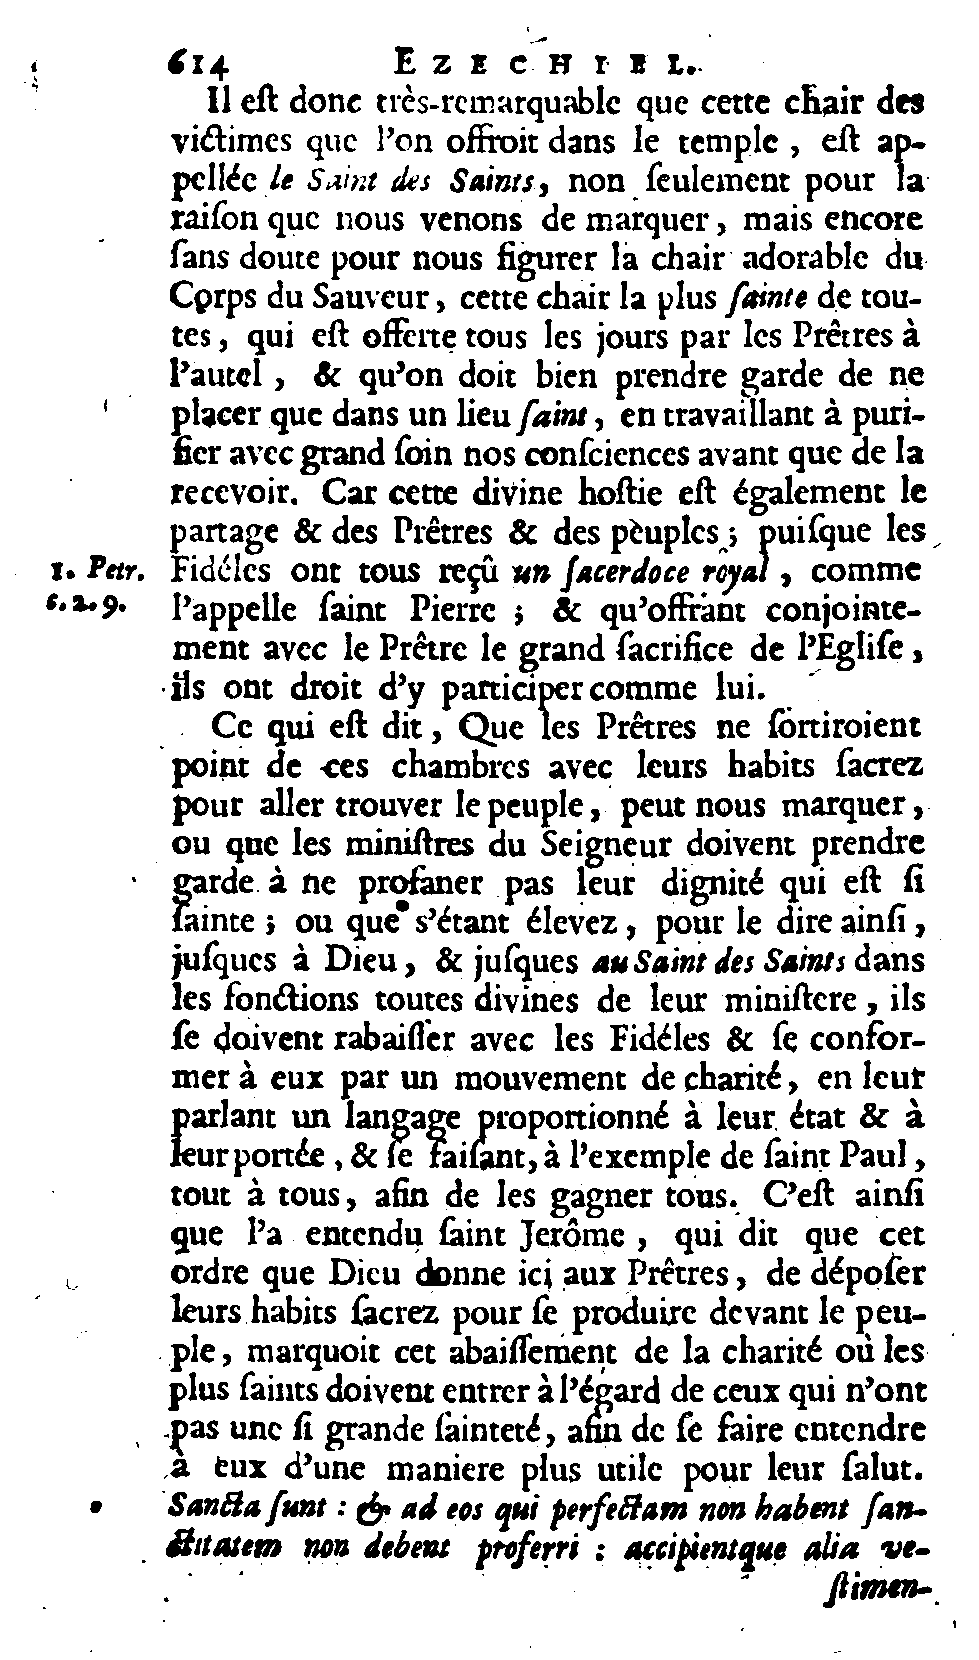 614 EZECHIEL.
Il eſt donc très-remarquable que cette chair des
victimes que l'on offroit dans le temple, eſt ap-
pellée le Saint des Saints, non ſeulement pour la
raiſon que nous venons de marquer, mais encore
ſans doute pour nous figurer la chair adorable du
Corps du Sauveur, cette chair la plus ſainte de tou-
tes, qui eſt offerte tous les jours par les Prêtres à
l'autel, & qu'on doit bien prendre garde de ne
placer que dans un lieu ſaint, en travaillant à puri-
fier avec grand ſoin nos conſciences avant que de la
recevoir. Car cette divine hoſtie eſt également le
partage & des Prêtres & des peuples; puiſque les
1. Petr. Fidéles ont tous reçû un ſacerdoce royal, comme
c.2.9. l'appelle ſaint Pierre; & qu'offrant conjointe-
ment avec le Prêtre le grand ſacrifice de l'Egliſe,
ils ont droit d'y participer comme lui.
Ce qui eſt dit, Que les Prêtres ne ſortiroient
point de ces chambres avec leurs habits ſacrez
pour aller trouver le peuple, peut nous marquer,
ou que les miniſtres du Seigneur doivent prendre
garde à ne profaner pas leur dignité qui eſt ſi
ſainte; ou que s'étant élevez, pour le dire ainſi,
juſques à Dieu, & juſques au Saint des Saints dans
les fonctions toutes divines de leur miniſtere, ils
ſe doivent rabaiſſer avec les Fidéles & ſe confor-
mer à eux par un mouvement de charité, en leur
parlant un langage proportionné à leur état & à
leur portée, & ſe faiſant, à l'exemple de ſaint Paul,
tout à tous, afin de les gagner tous. C'eſt ainſi
que l'a entendu ſaint Jerôme, qui dit que cet
ordre que Dieu donne ici aux Prêtres, de dépoſer
leurs habits ſacrez pour ſe produire devant le peu-
ple, marquoit cet abaiſſement de la charité où les
plus ſaints doivent entrer à l'égard de ceux qui n'ont
pas une ſi grande ſainteté, afin de ſe faire entendre
à eux d'une maniere plus utile pour leur ſalut.
Sancta ſunt: & ad eos qui perfectam non habent ſan-
ctitatem non debent proferri: accipientque alia ve-
ſtimen-